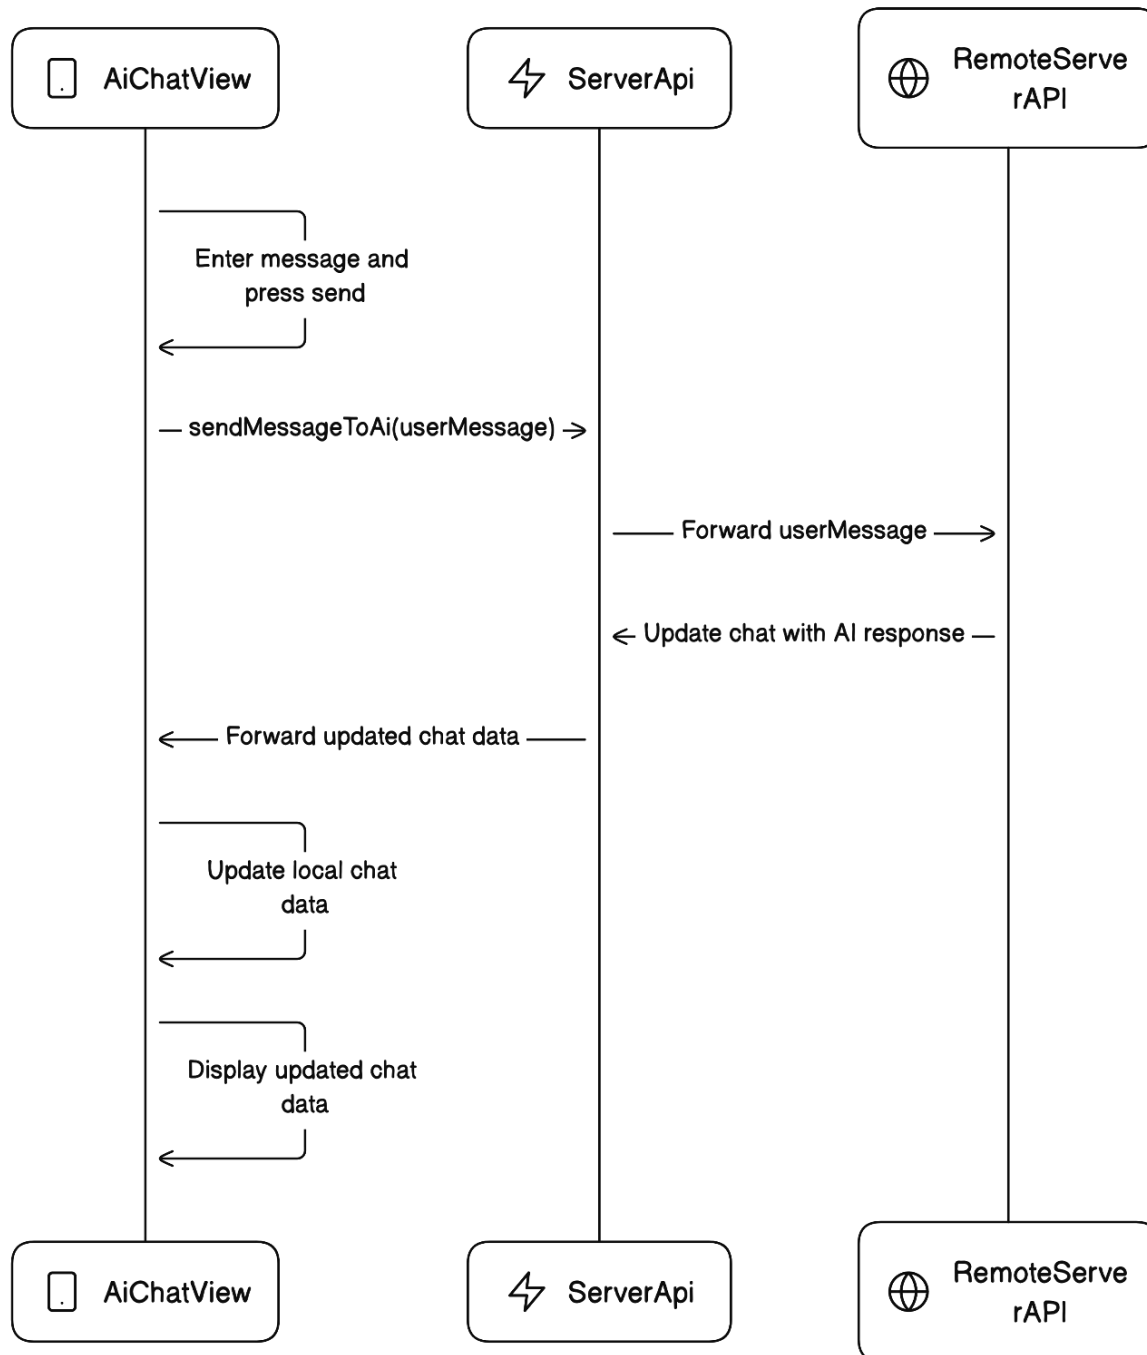 AiChatView
ServerApi
RemoteServe
rAPI
Enter message and
press send
sendMessageToAi(userMessage)
Forward userMessage
Update chat with AI response
Forward updated chat data
Update local chat
data
Display updated chat
data
AiChatView
ServerApi
RemoteServe
rAPI